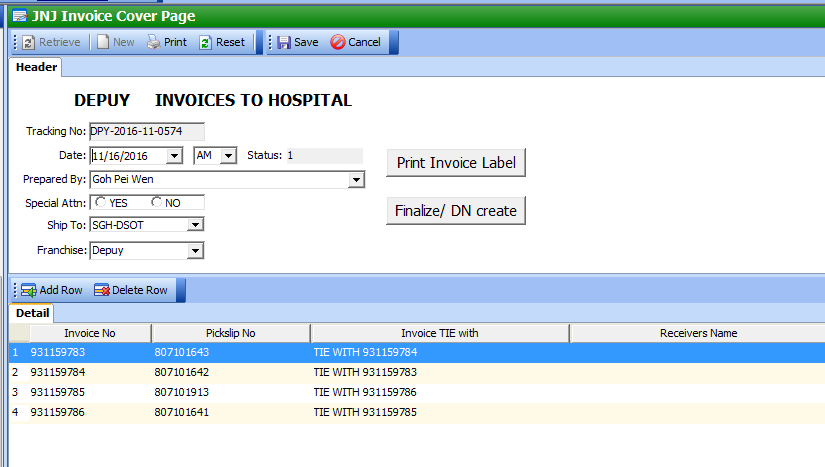 JNJ Invoice Cover Page
Retrieve New Print Reset Save Cancel
Header
DEPUY INVOICES TO HOSPITAL
Tracking No: DPY-2016-11-0574
Date: 11/16/2016 AM Status: 1
Print Invoice Label
Prepared By: Goh Pei Wen
Special Attn: YES NO
Finalize/ DN create
Ship To: SGH-DSOT
Franchise: Depuy
Add Row Delete Row
Detail
Invoice No Pickslip No Invoice TIE with Receivers Name
1 931159783 807101643 TIE WITH 931159784
2 931159784 807101642 TIE WITH 931159783
3 931159785 807101913 TIE WITH 931159786
4 931159786 807101641 TIE WITH 931159785